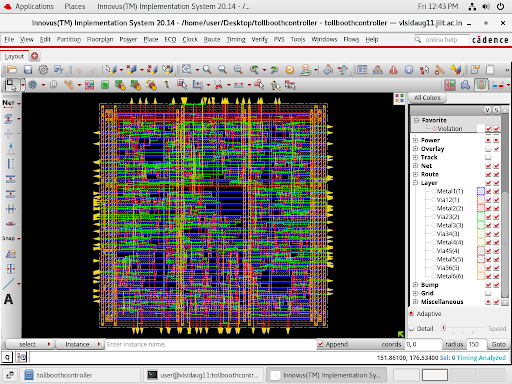 Applications Places Innovus(TM) Implementation System 20.14 - /... Fri 12:43 PM
Innovus(TM) Implementation System 20.14 - /home/user/Desktop/tollboothcontroller - tollboothcontroller — vlsidaug11.jiit.ac.in
File View Edit Partition Floorplan Power Place ECO Clock Route Timing Verify PVS Tools Windows Flows online help cādence
Layout
Net
Snap
A
All Colors
V S
Favorite
Violation
Power
Overlay
Track
Net
Route
Layer
Metal1(1)
Via12(1)
Metal2(2)
Via23(2)
Metal3(3)
Via34(3)
Metal4(4)
Via45(4)
Metal5(5)
Via56(5)
Metal6(6)
Bump
Grid
Miscellaneous
Adaptive
Detail Speed
select Instance Enter instance name. Append coords 0, 0 radius 150 Goto
Q 151.86100, 176.53400 Sel: 0 Timing Analyzed
tollboothcontroller user@vlsidaug11:tollboothcontr... Innovus(TM) Implementation System...